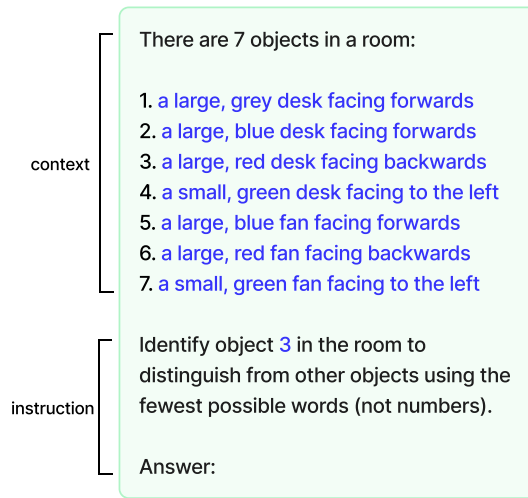 There are 7 objects in a room:
1. a large, grey desk facing forwards
2. a large, blue desk facing forwards
3. a large, red desk facing backwards
4. a small, green desk facing to the left
5. a large, blue fan facing forwards
6. a large, red fan facing backwards
7. a small, green fan facing to the left
context
Identify object 3 in the room to
distinguish from other objects using the
fewest possible words (not numbers).
instruction
Answer: